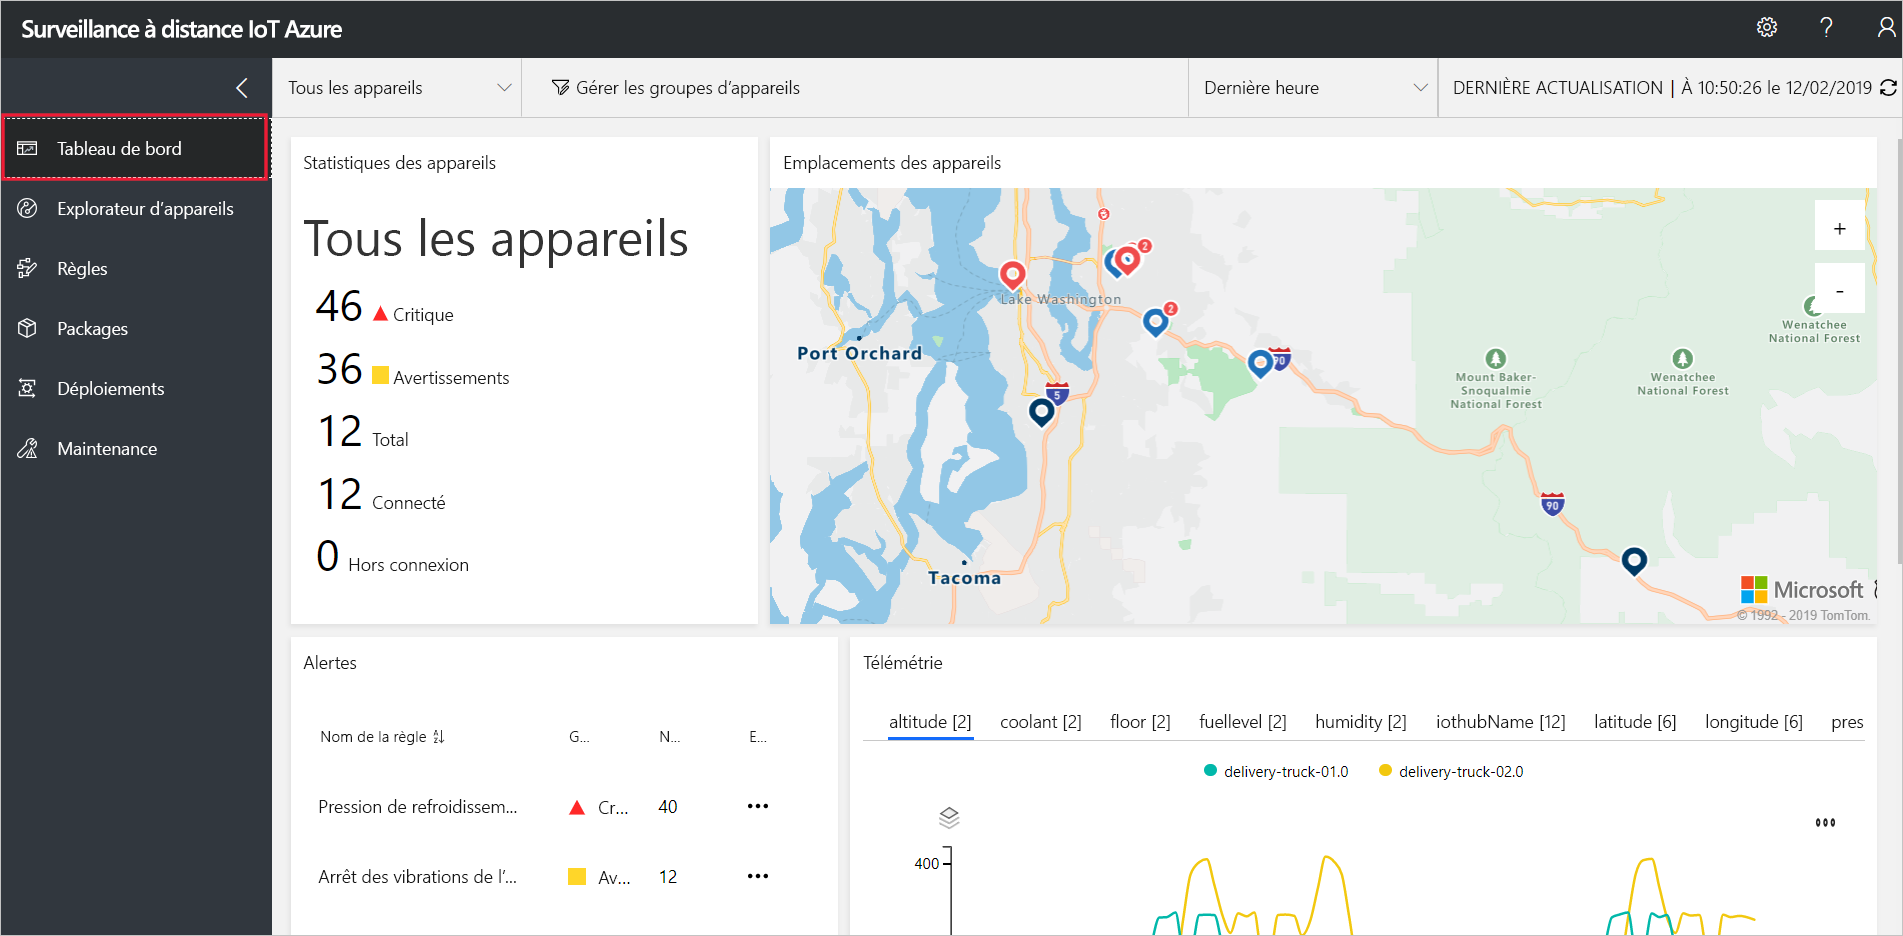 Surveillance à distance IoT Azure
Tous les appareils
Gérer les groupes d’appareils
Dernière heure
DERNIÈRE ACTUALISATION | À 10:50:26 le 12/02/2019
Tableau de bord
Explorateur d’appareils
Règles
Packages
Déploiements
Maintenance
Statistiques des appareils
Tous les appareils
46 Critique
36 Avertissements
12 Total
12 Connecté
0 Hors connexion
Emplacements des appareils
+
-
2
Lake Washington
2
Port Orchard
90
5
Wenatchee
National Forest
Mount Baker-
Snoqualmie
National Forest
Wenatchee
National Forest
90
Tacoma
Microsoft
© 1992 - 2019 TomTom.
Alertes
Nom de la règle G... N... E...
Pression de refroidissem... Cr... 40
Arrêt des vibrations de l’... Av... 12
Télémétrie
altitude [2] coolant [2] floor [2] fuellevel [2] humidity [2] iothubName [12] latitude [6] longitude [6] pres
delivery-truck-01.0 delivery-truck-02.0
400